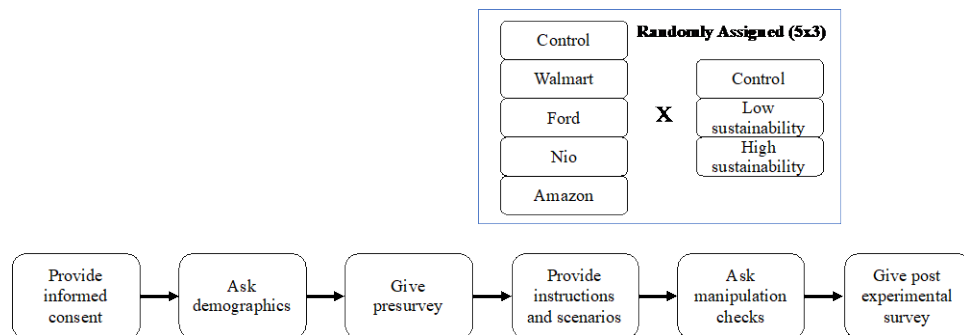 Randomly Assigned (5x3)
Control
Walmart
Ford
Nio
Amazon
X
Control
Low
sustainability
High
sustainability
Provide
informed
consent
Ask
demographics
Give
presurvey
Provide
instructions
and scenarios
Ask
manipulation
checks
Give post
experimental
survey